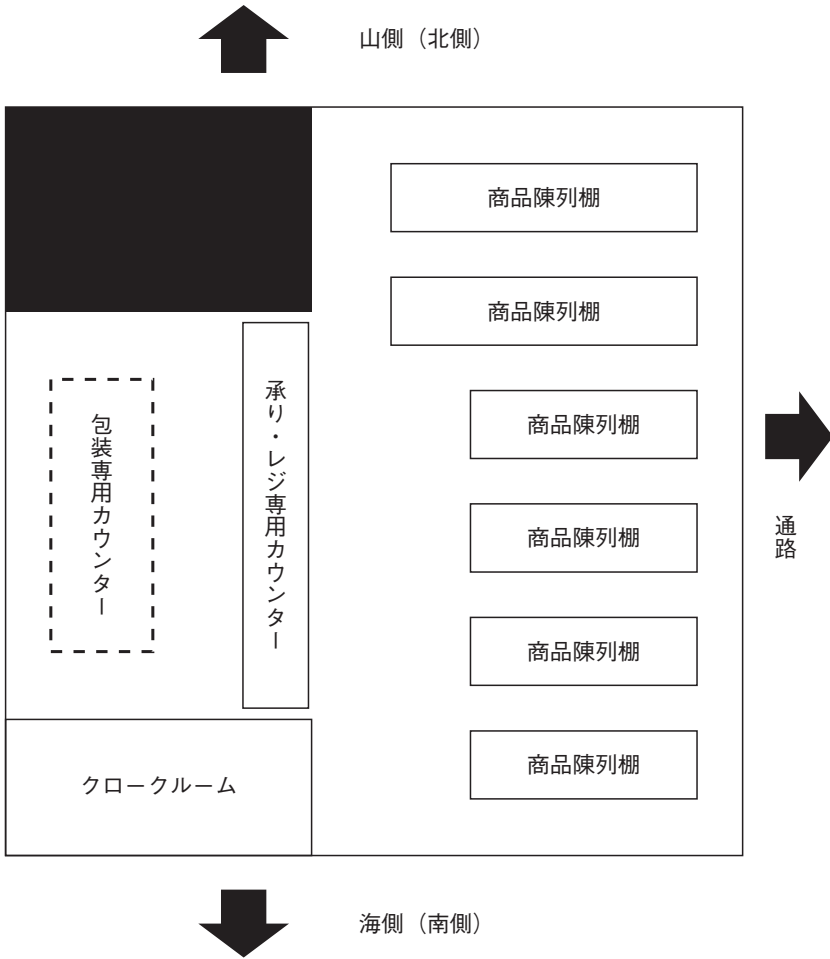 山側（北側）
商品陳列棚
商品陳列棚
商品陳列棚
商品陳列棚
商品陳列棚
商品陳列棚
承り・レジ専用カウンター
包装専用カウンター
通路
クロークルーム
海側（南側）